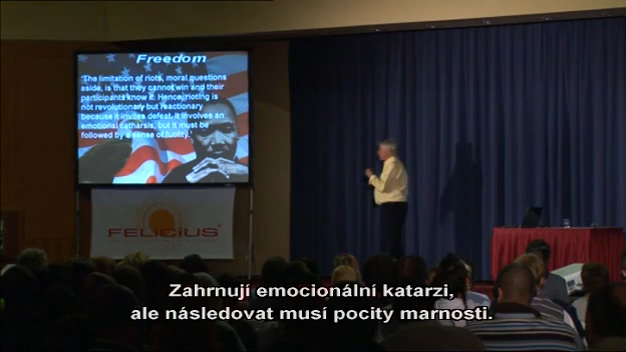 Freedom
"The limitation of riots, moral questions
aside, is that they cannot win and their
participants know it. Hence, rioting is
not revolutionary but reactionary
because it invites defeat. It involves an
emotional catharsis, but it must be
followed by a sense of futility."
FELICIUS
Zahrnují emocionální katarzi,
ale následovat musí pocity marnosti.